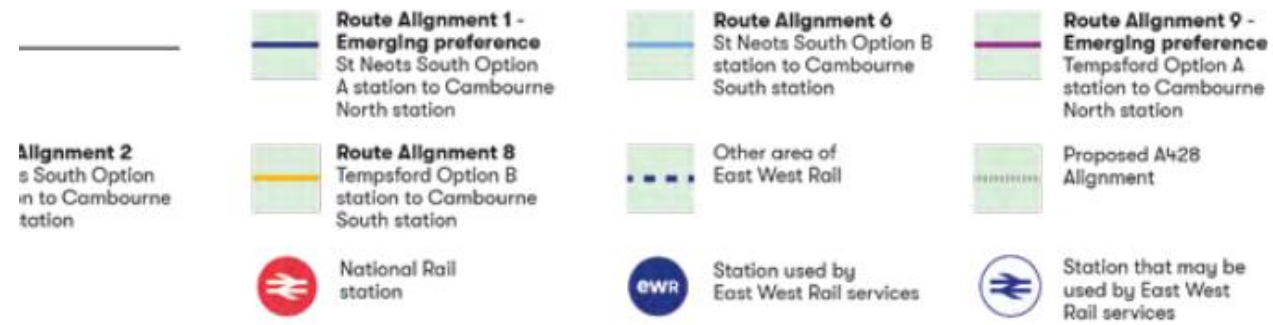 Route Alignment 1 -
Emerging preference
St Neots South Option
A station to Cambourne
North station
Route Alignment 6
St Neots South Option B
station to Cambourne
South station
Route Alignment 9 -
Emerging preference
Tempsford Option A
station to Cambourne
North station
Alignment 2
s South Option
n to Cambourne
tation
Route Alignment 8
Tempsford Option B
station to Cambourne
South station
Other area of
East West Rail
Proposed A428
Alignment
National Rail
station
ewr
Station used by
East West Rail services
Station that may be
used by East West
Rail services